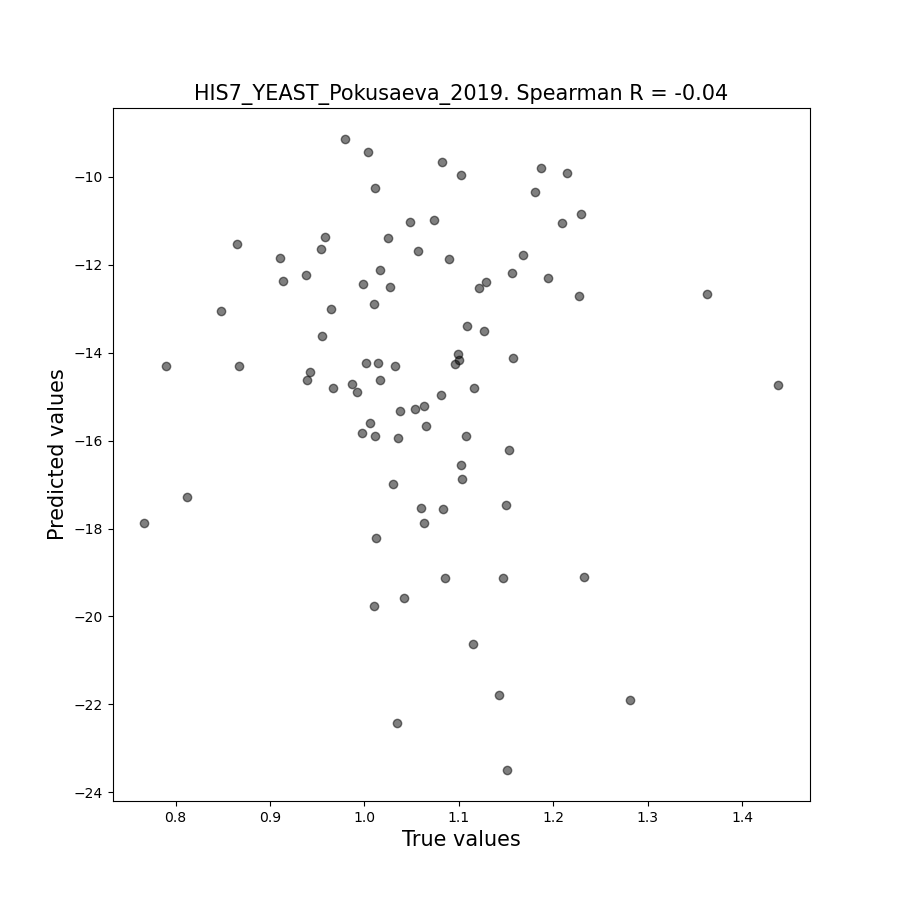 HIS7_YEAST_Pokusaeva_2019. Spearman R = -0.04
Predicted values
−10
−12
−14
−16
−18
−20
−22
−24
0.8 0.9 1.0 1.1 1.2 1.3 1.4
True values